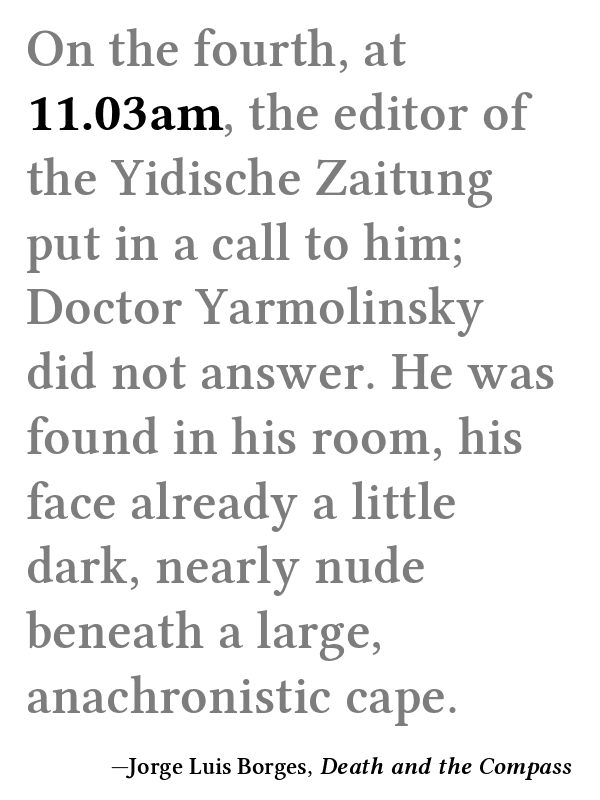 On the fourth, at
11.03am, the editor of
the Yidische Zaitung
put in a call to him;
Doctor Yarmolinsky
did not answer. He was
found in his room, his
face already a little
dark, nearly nude
beneath a large,
anachronistic cape.
—Jorge Luis Borges, Death and the Compass